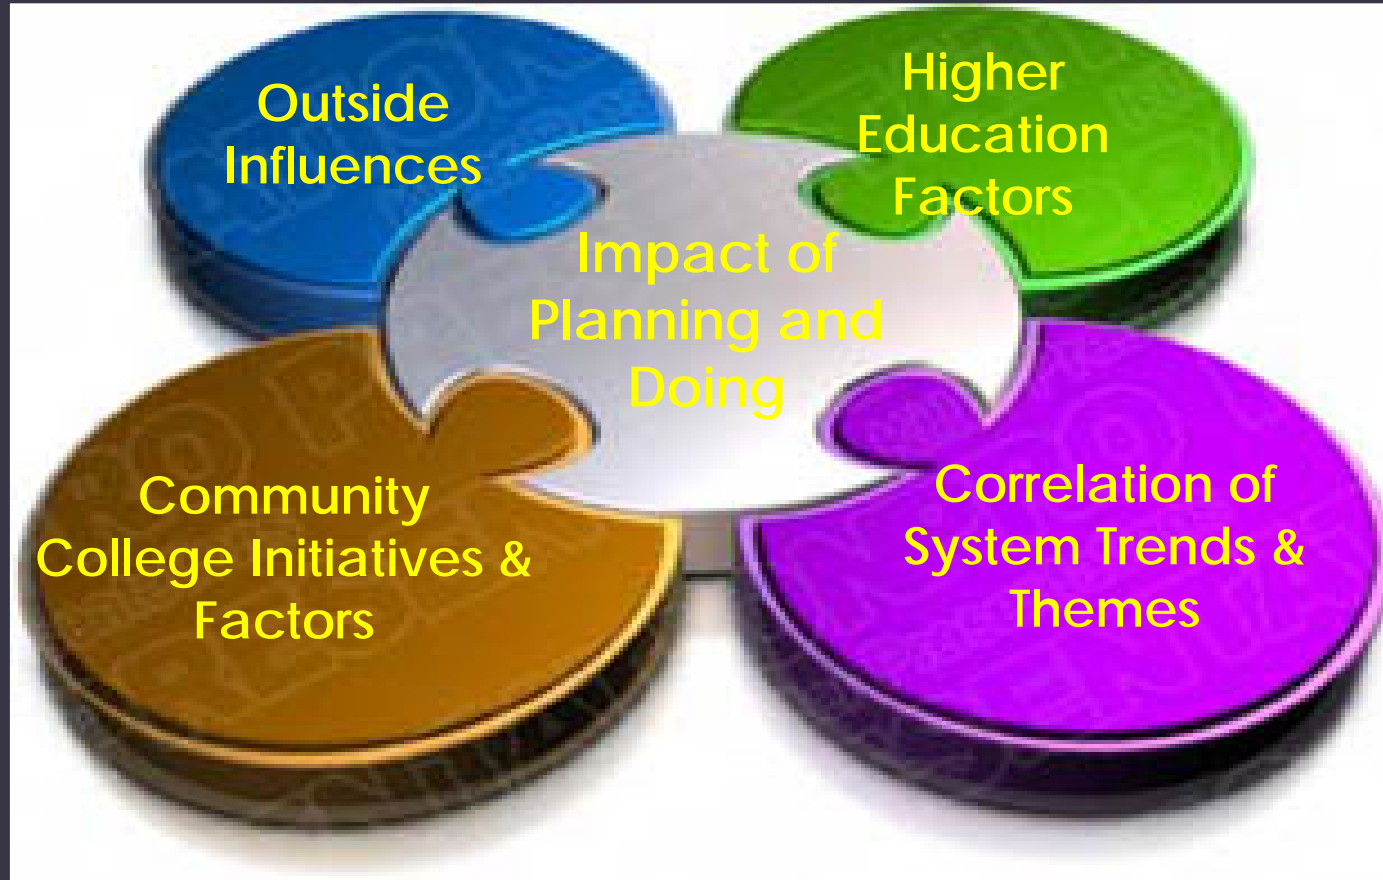 Outside
Influences
Higher
Education
Factors
Impact of
Planning and
Doing
Community
College Initiatives &
Factors
Correlation of
System Trends &
Themes